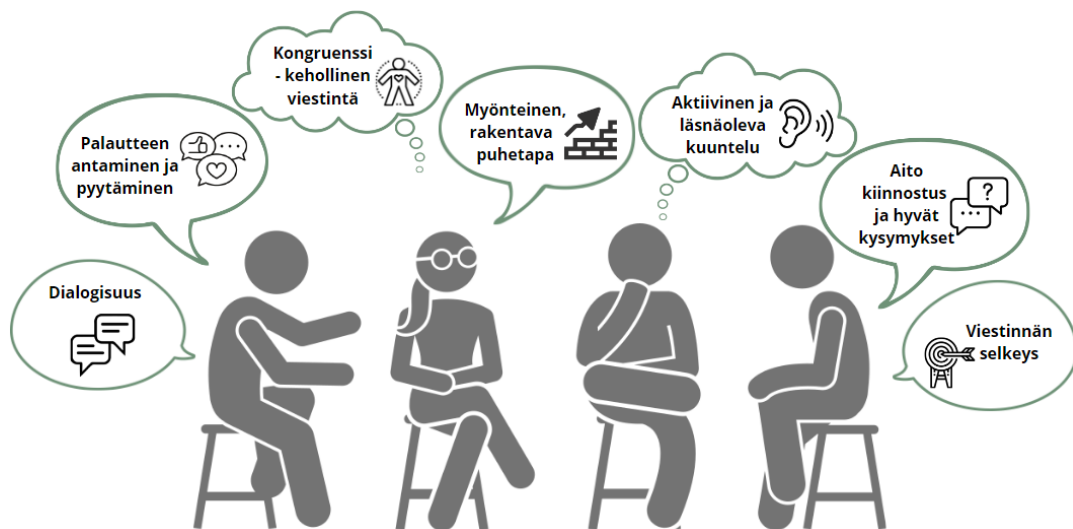 Dialogisuus
Palautteen
antaminen ja
pyytäminen
Kongruenssi
- kehollinen
viestintä
Myönteinen,
rakentava
puhetapa
Aktiivinen ja
läsnäoleva
kuuntelu
Aito
kiinnostus
ja hyvät
kysymykset
Viestinnän
selkeys